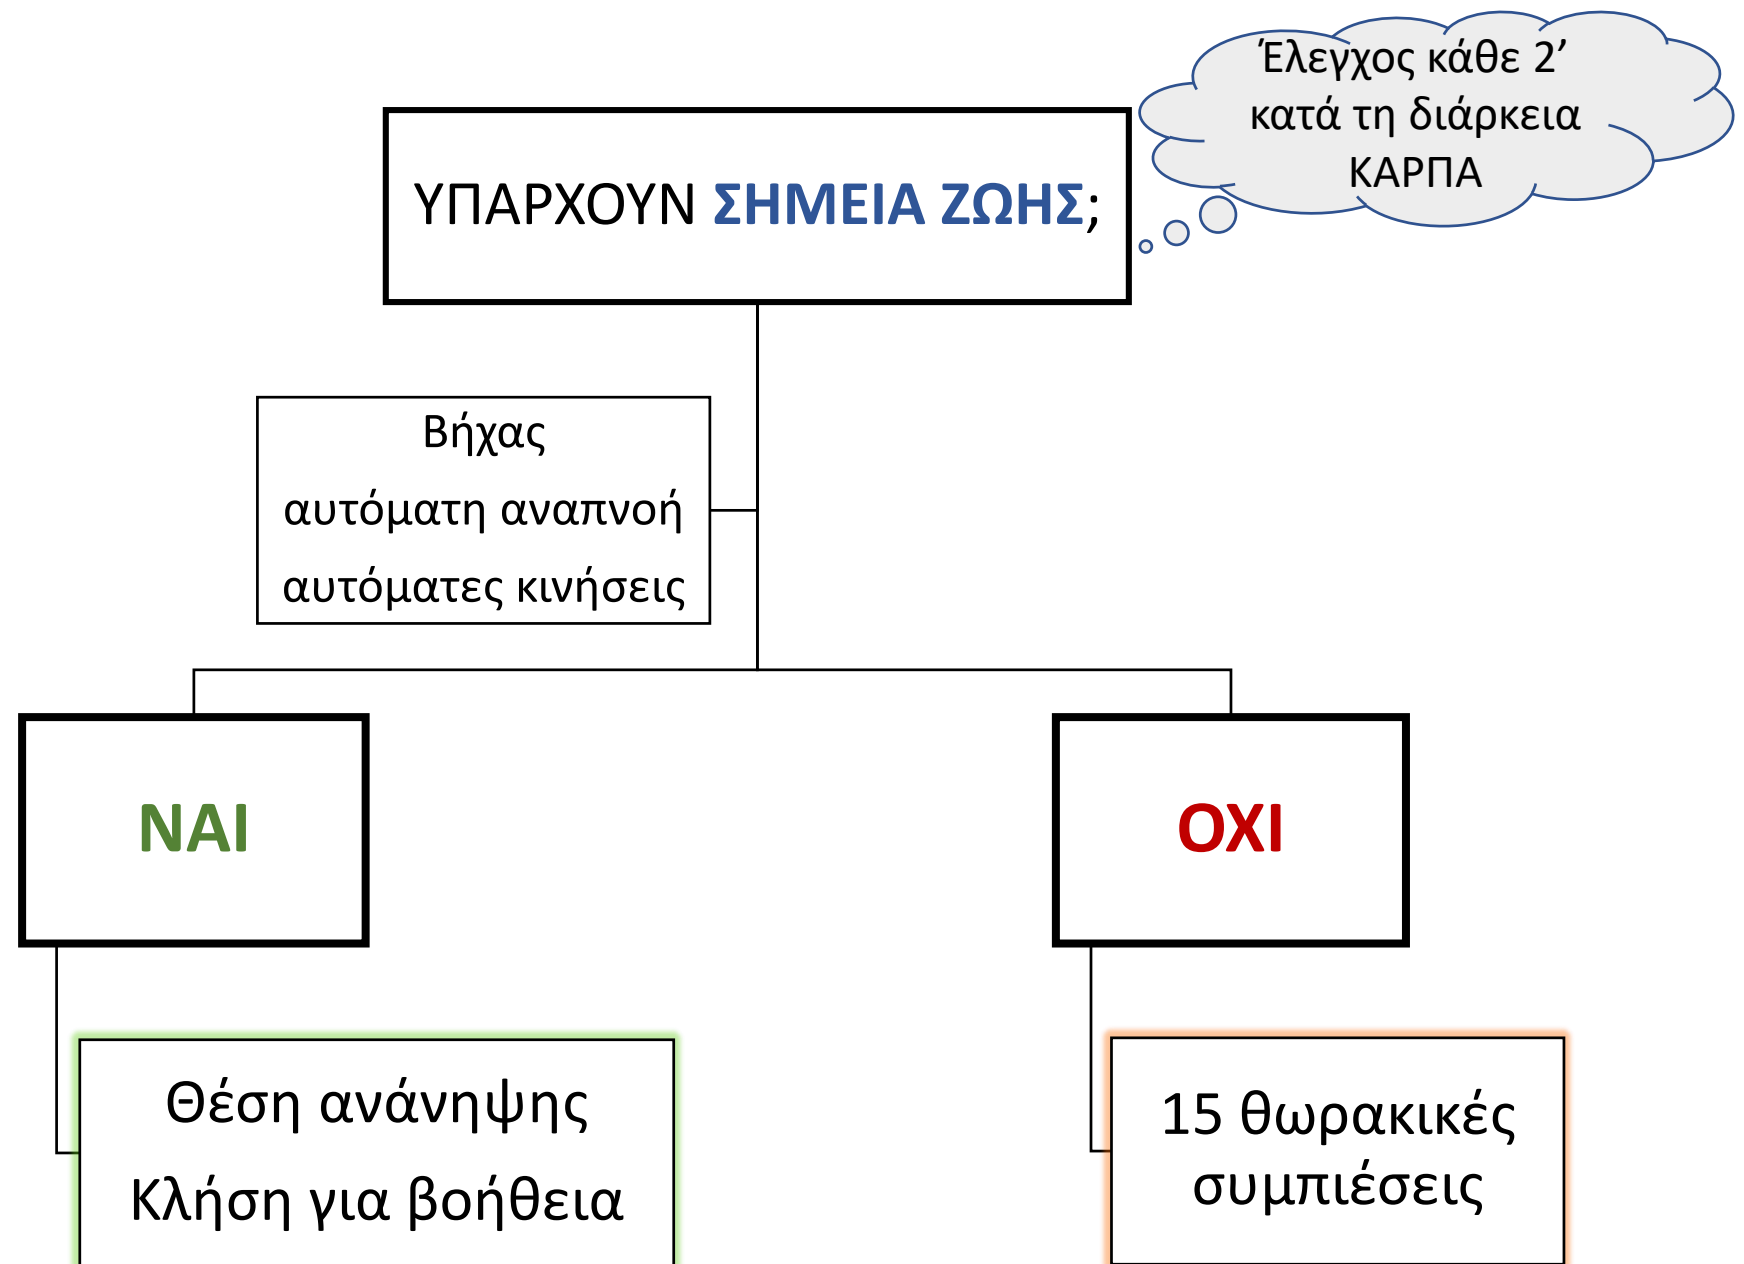 Έλεγχος κάθε 2’
κατά τη διάρκεια
ΚΑΡΠΑ
ΥΠΑΡΧΟΥΝ ΣΗΜΕΙΑ ΖΩΗΣ;
Βήχας
αυτόματη αναπνοή
αυτόματες κινήσεις
ΝΑΙ
ΟΧΙ
Θέση ανάνηψης
Κλήση για βοήθεια
15 θωρακικές
συμπιέσεις